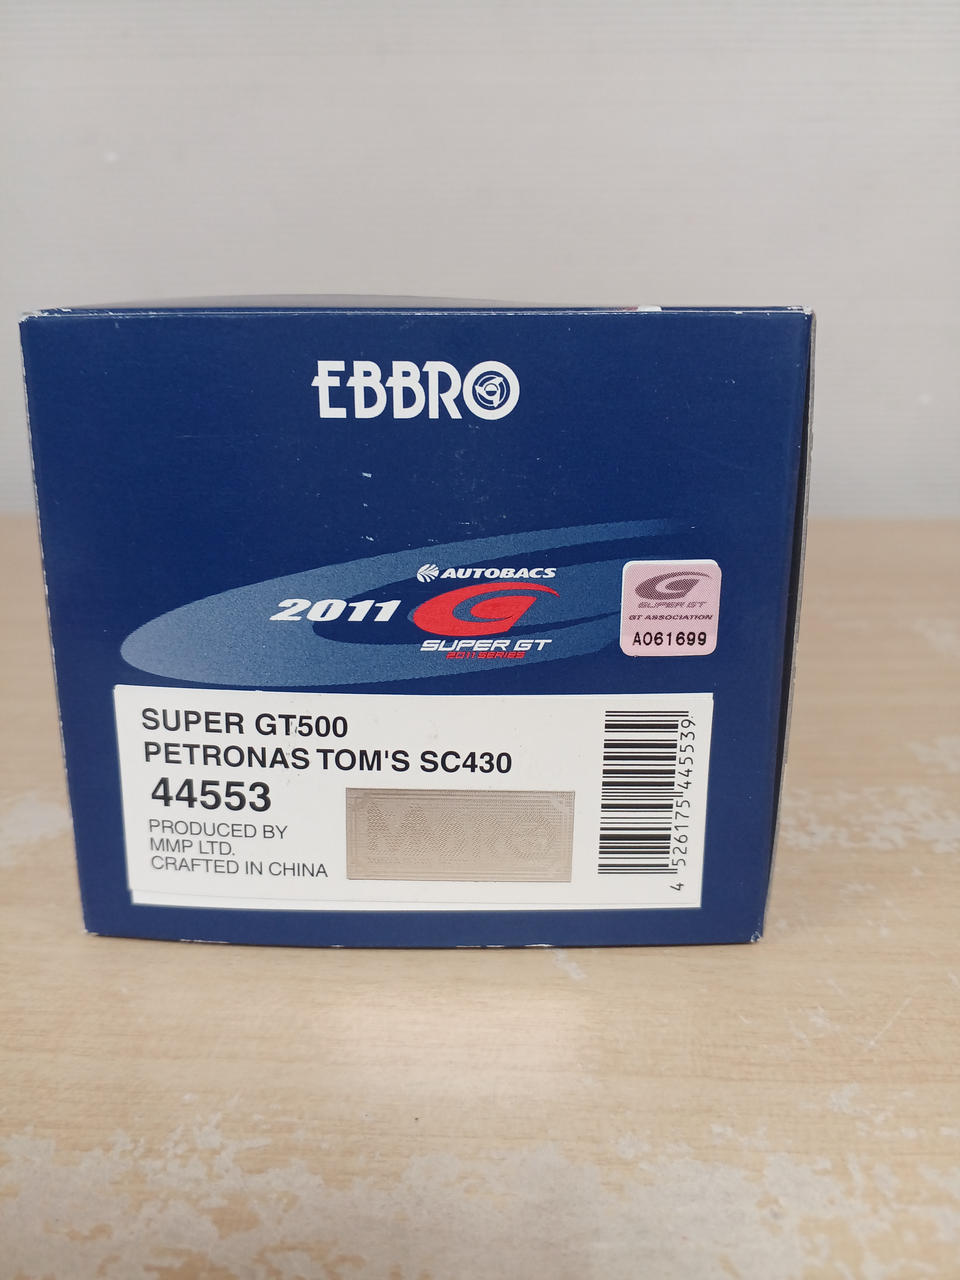 EBBRO
AUTOBACS
2011
SUPER GT
2011 SERIES
SUPER GT
GT ASSOCIATION
A061699
SUPER GT500
PETRONAS TOM'S SC430
44553
PRODUCED BY
MMP LTD.
CRAFTED IN CHINA
4 526175 445539